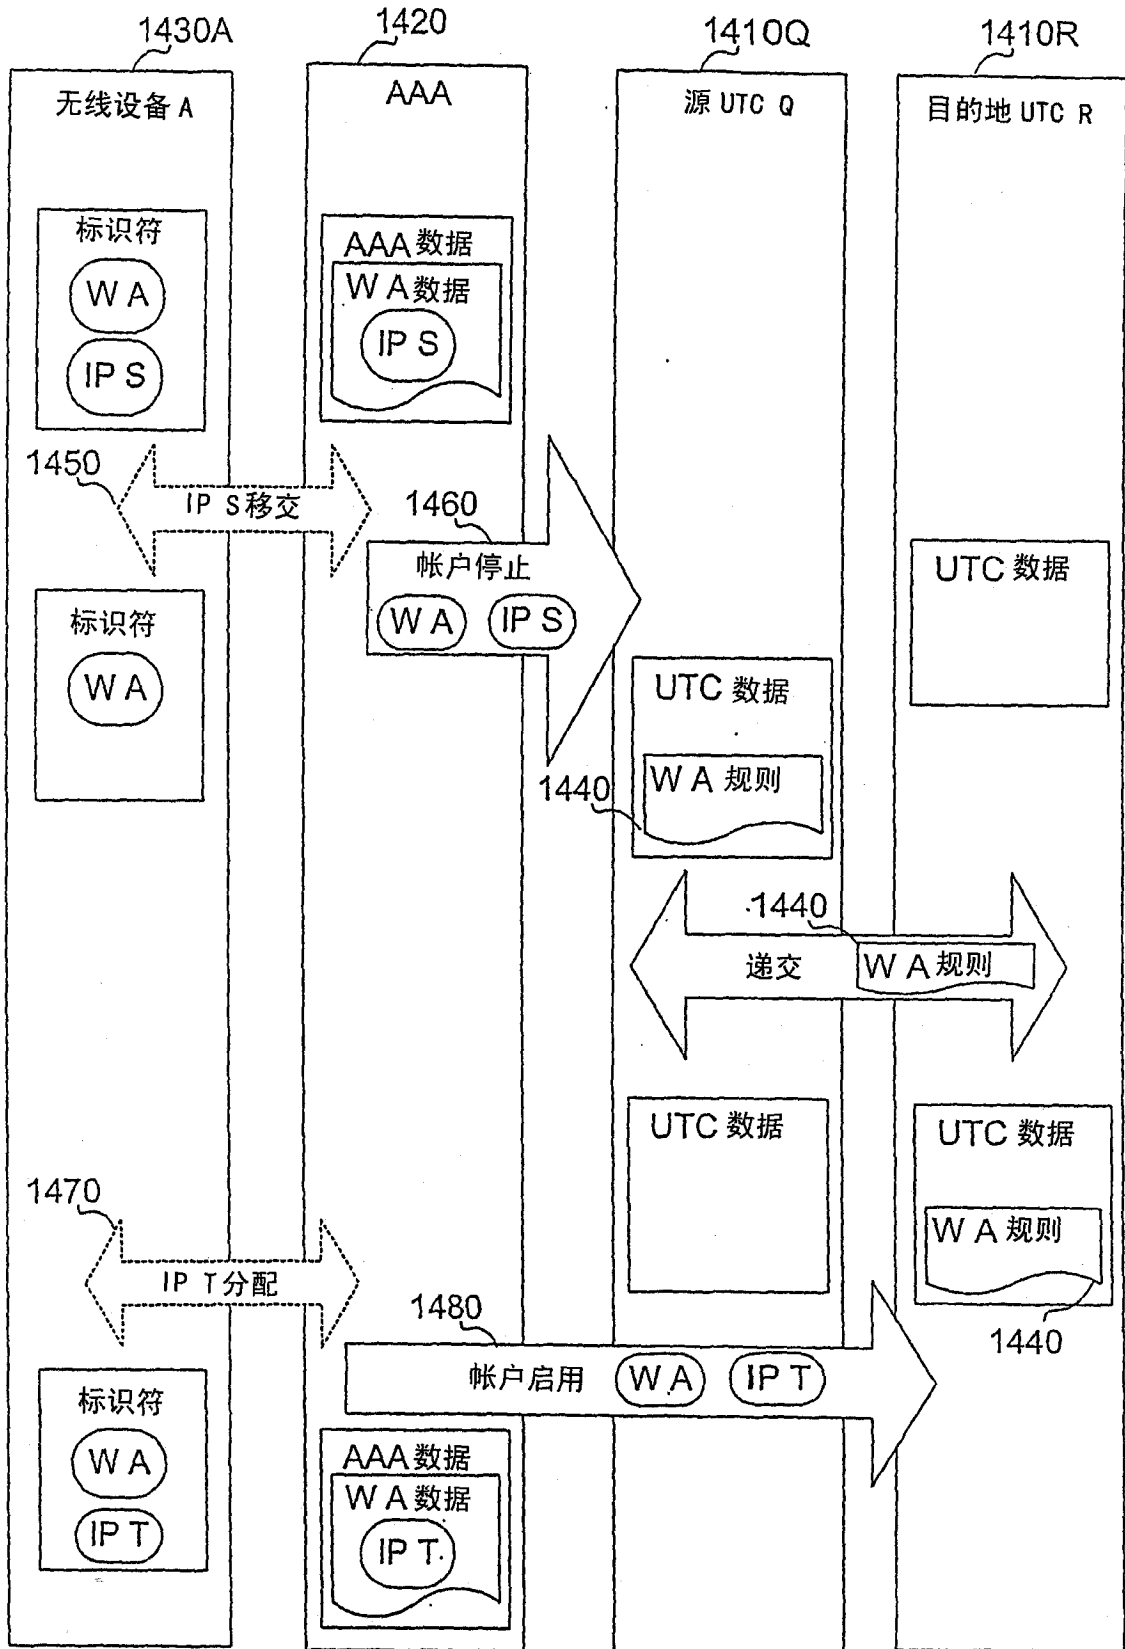 1430A
1420
1410Q
1410R
无线设备 A
AAA
源 UTC Q
目的地 UTC R
标识符
W A
IP S
AAA 数据
W A 数据
IP S
1450
IP S 移交
1460
帐户停止
W A
IP S
标识符
W A
UTC 数据
UTC 数据
W A 规则
1440
1440
递交
W A 规则
UTC 数据
UTC 数据
W A 规则
1440
1470
IP T 分配
1480
帐户启用
W A
IP T
标识符
W A
IP T
AAA 数据
W A 数据
IP T